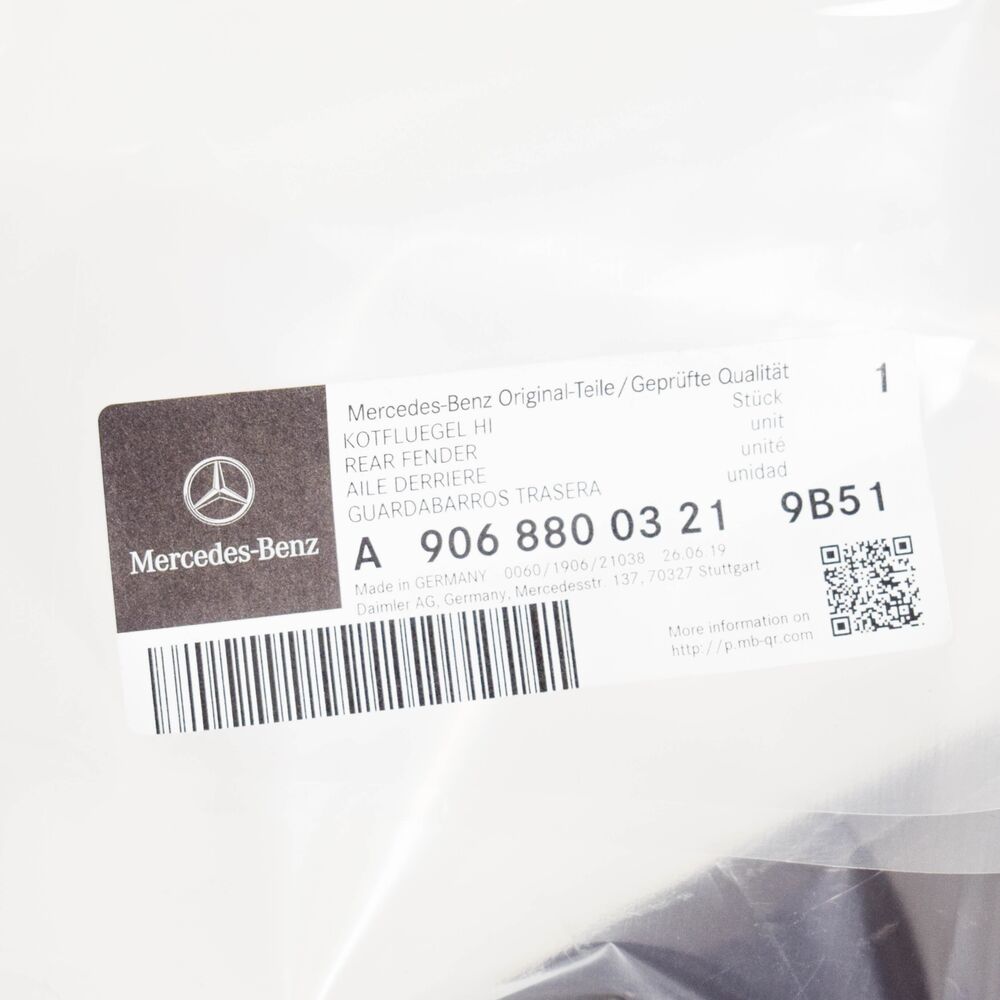 Mercedes-Benz
Mercedes-Benz Original-Teile/Geprüfte Qualität
KOTFLUEGEL HI
REAR FENDER
AILE DERRIERE
GUARDABARROS TRASERA
Stück
unit
unité
unidad
1
A 906 880 03 21 9B51
Made in GERMANY 0060/1906/21038 26.06.19
Daimler AG, Germany, Mercedesstr. 137, 70327 Stuttgart
More information on
http://p.mb-qr.com